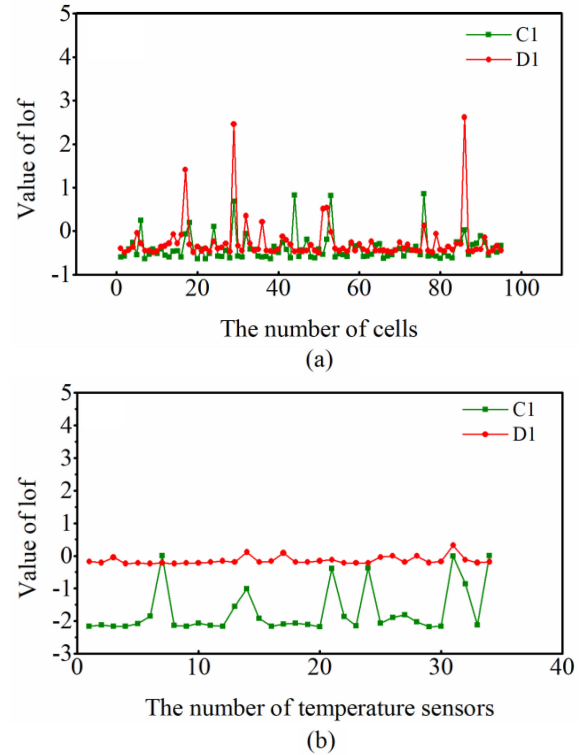 5
4
3
2
1
0
-1
Value of lof
C1
D1
0 20 40 60 80 100
The number of cells
(a)
5
4
3
2
1
0
-1
-2
-3
Value of lof
C1
D1
0 10 20 30 40
The number of temperature sensors
(b)